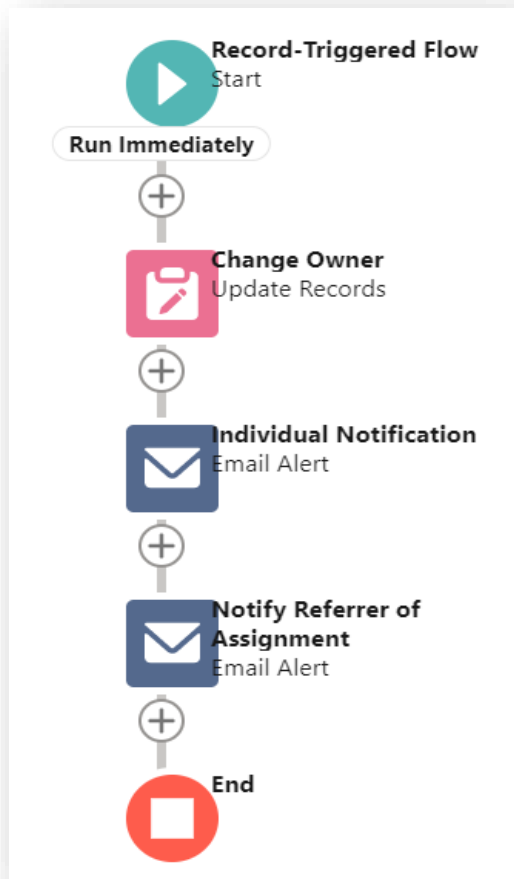 Record-Triggered Flow
Start
Run Immediately
Change Owner
Update Records
Individual Notification
Email Alert
Notify Referrer of
Assignment
Email Alert
End